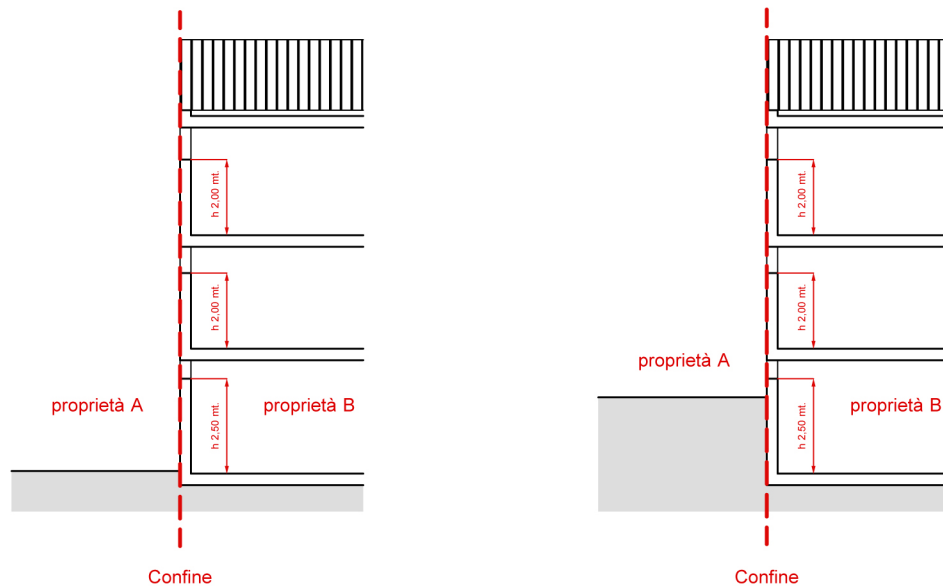 h 2,00 mt.
h 2,00 mt.
proprietà A
proprietà B
h 2,50 mt.
Confine
h 2,00 mt.
h 2,00 mt.
proprietà A
proprietà B
h 2,50 mt.
Confine